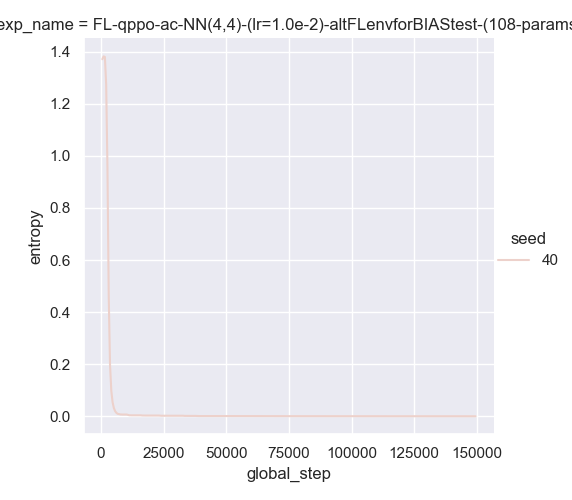 exp_name = FL-qppo-ac-NN(4,4)-(lr=1.0e-2)-altFLenvforBIAStest-(108-params
1.4
1.2
1.0
0.8
0.6
0.4
0.2
0.0
entropy
0 25000 50000 75000 100000 125000 150000
global_step
seed
40